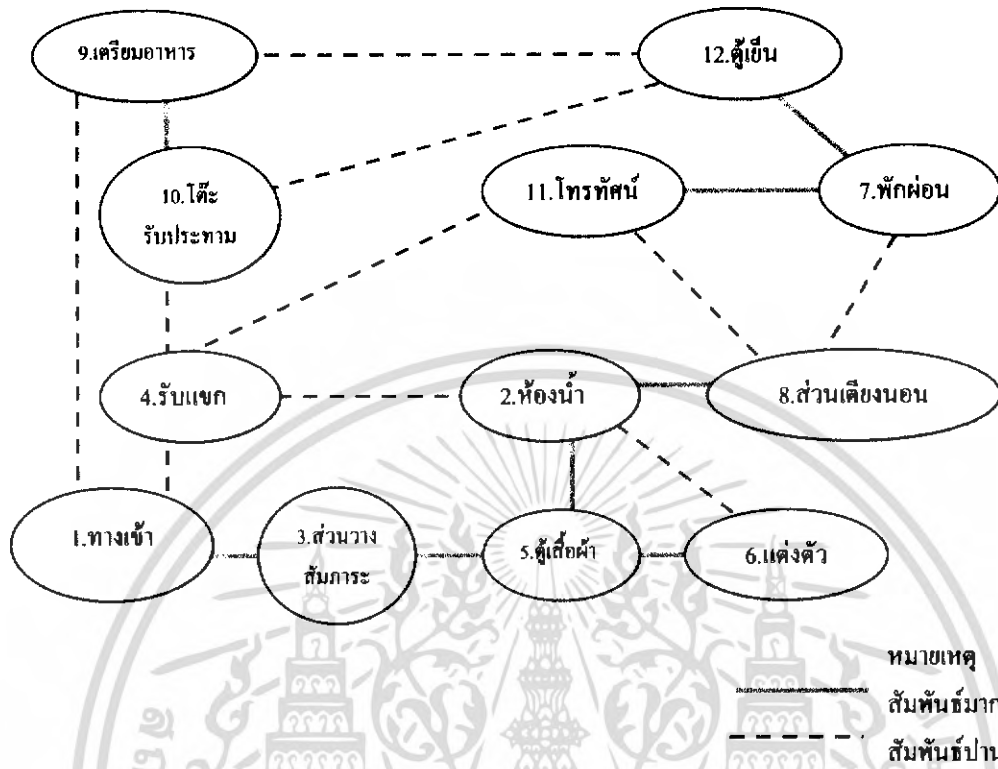 9.เตรียมอาหาร
12.ตู้เย็น
10.โต๊ะ
รับประทาม
11.โทรทัศน์
7.พักผ่อน
4.รับแขก
2.ห้องน้ำ
8.ส่วนเตียงนอน
1.ทางเข้า
3.ส่วนวาง
สัมภาระ
5.ตู้เสื้อผ้า
6.แต่งตัว
หมายเหตุ
สัมพันธ์มาก
สัมพันธ์ปาน